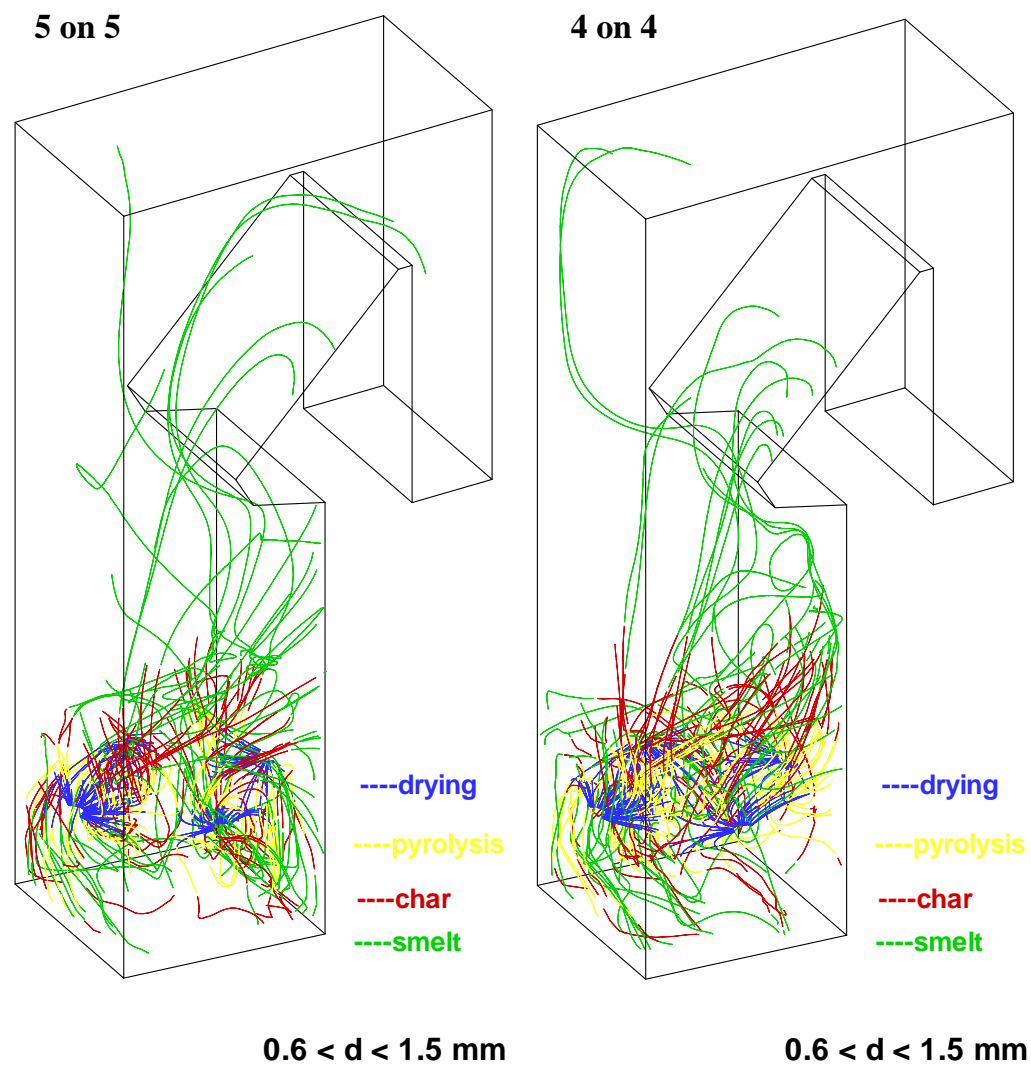 5 on 5
4 on 4
----drying
----pyrolysis
----char
----smelt
----drying
----pyrolysis
----char
----smelt
0.6 < d < 1.5 mm
0.6 < d < 1.5 mm